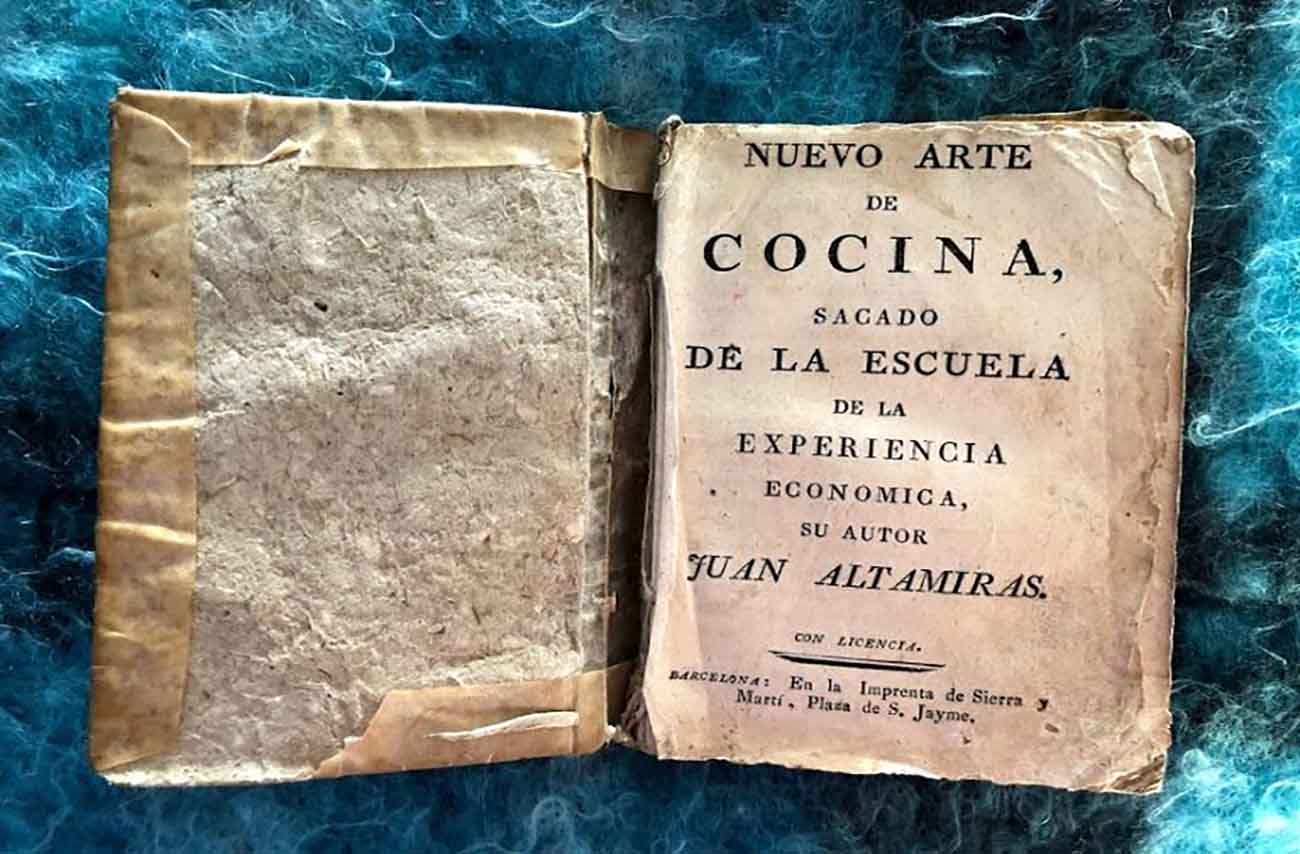 NUEVO ARTE
DE
COCINA,
SACADO
DE LA ESCUELA
DE LA
EXPERIENCIA
ECONOMICA,
SU AUTOR
JUAN ALTAMIRAS.
CON LICENCIA.
BARCELONA: En la Imprenta de Sierra y
Martí, Plaza de S. Jayme.